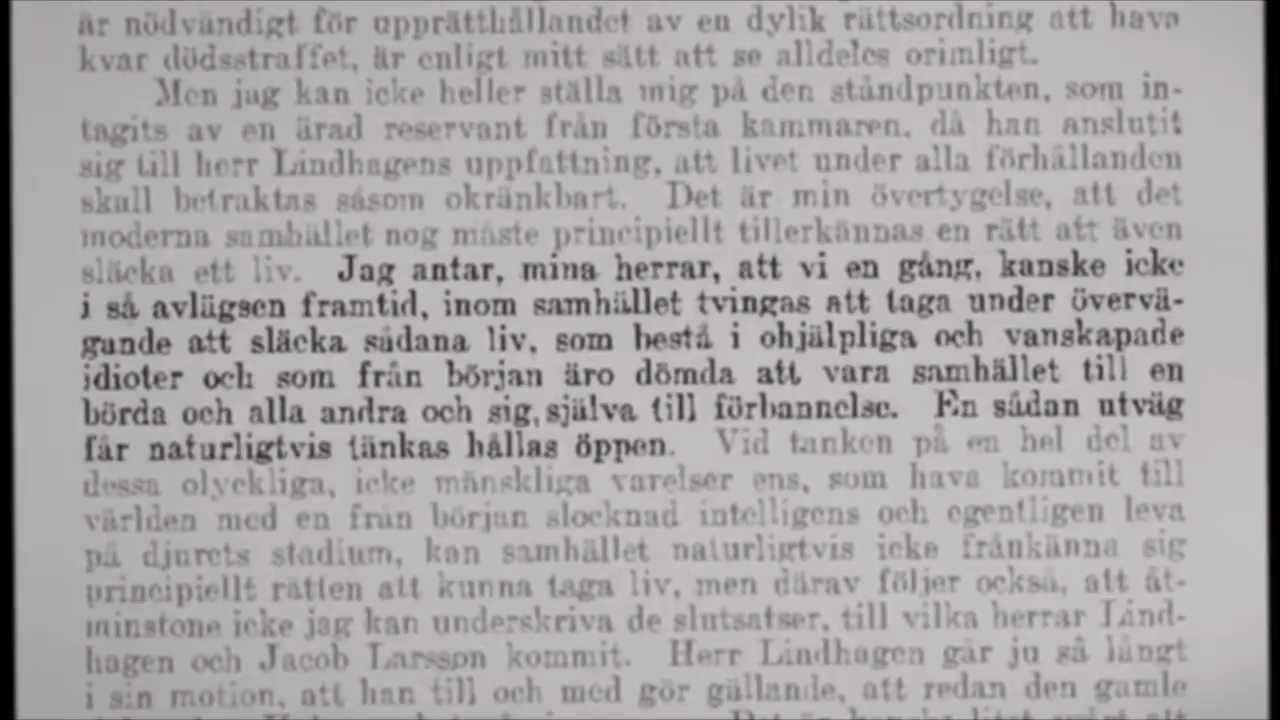 är nödvändigt för upprätthållandet av en dylik rättsordning att hava
kvar dödsstraffet, är enligt mitt sätt att se alldeles orimligt.
Men jag kan icke heller ställa mig på den ståndpunkten, som in-
tagits av en ärad reservant från första kammaren, då han anslutit
sig till herr Lindhagens uppfattning, att livet under alla förhållanden
skall betraktas såsom okränkbart. Det är min övertygelse, att det
moderna samhället nog måste principiellt tillerkännas en rätt att även
släcka ett liv. Jag antar, mina herrar, att vi en gång, kanske icke
i så avlägsen framtid, inom samhället tvingas att taga under övervä-
gande att släcka sådana liv, som bestå i ohjälpliga och vanskapade
idioter och som från början äro dömda att vara samhället till en
börda och alla andra och sig själva till förbannelse. En sådan utväg
får naturligtvis tänkas hållas öppen. Vid tanken på en hel del av
dessa olyckliga, icke mänskliga varelser ens, som hava kommit till
världen med en från början slocknad intelligens och egentligen leva
på djurets stadium, kan samhället naturligtvis icke frånkänna sig
principiellt rätten att kunna taga liv, men därav följer också, att åt-
minstone icke jag kan underskriva de slutsatser, till vilka herrar Lind-
hagen och Jacob Larsson kommit. Herr Lindhagen går ju så långt
i sin motion, att han till och med gör gällande, att redan den gamle